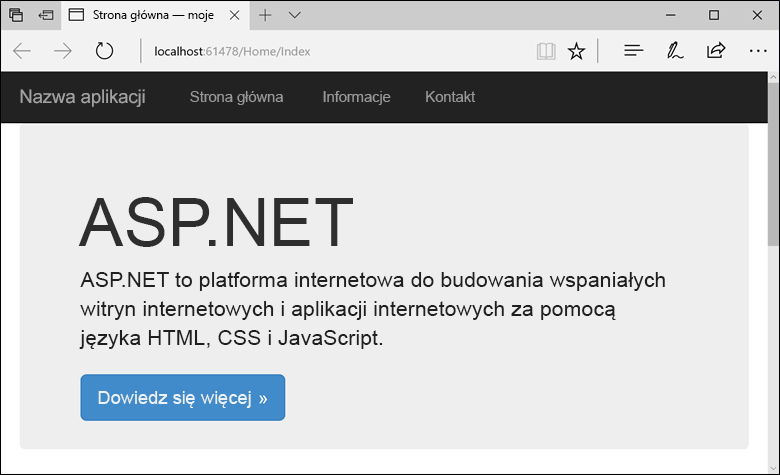 Strona główna — moje
localhost:61478/Home/Index
Nazwa aplikacji Strona główna Informacje Kontakt
ASP.NET
ASP.NET to platforma internetowa do budowania wspaniałych
witryn internetowych i aplikacji internetowych za pomocą
języka HTML, CSS i JavaScript.
Dowiedz się więcej »